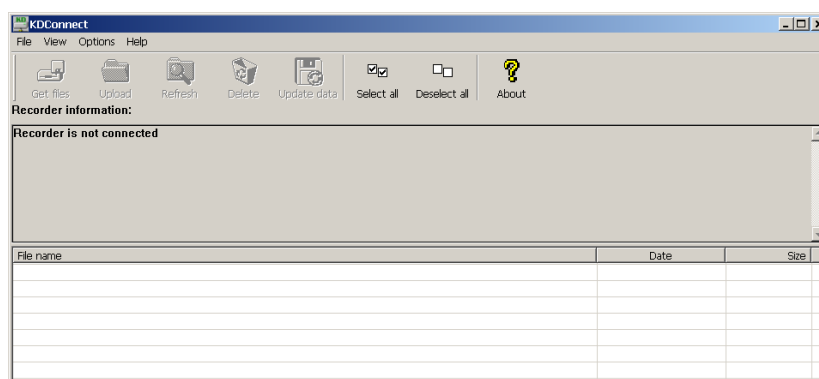 KDConnect
File View Options Help
Get files Upload Refresh Delete Update data Select all Deselect all About
Recorder information:
Recorder is not connected
File name Date Size